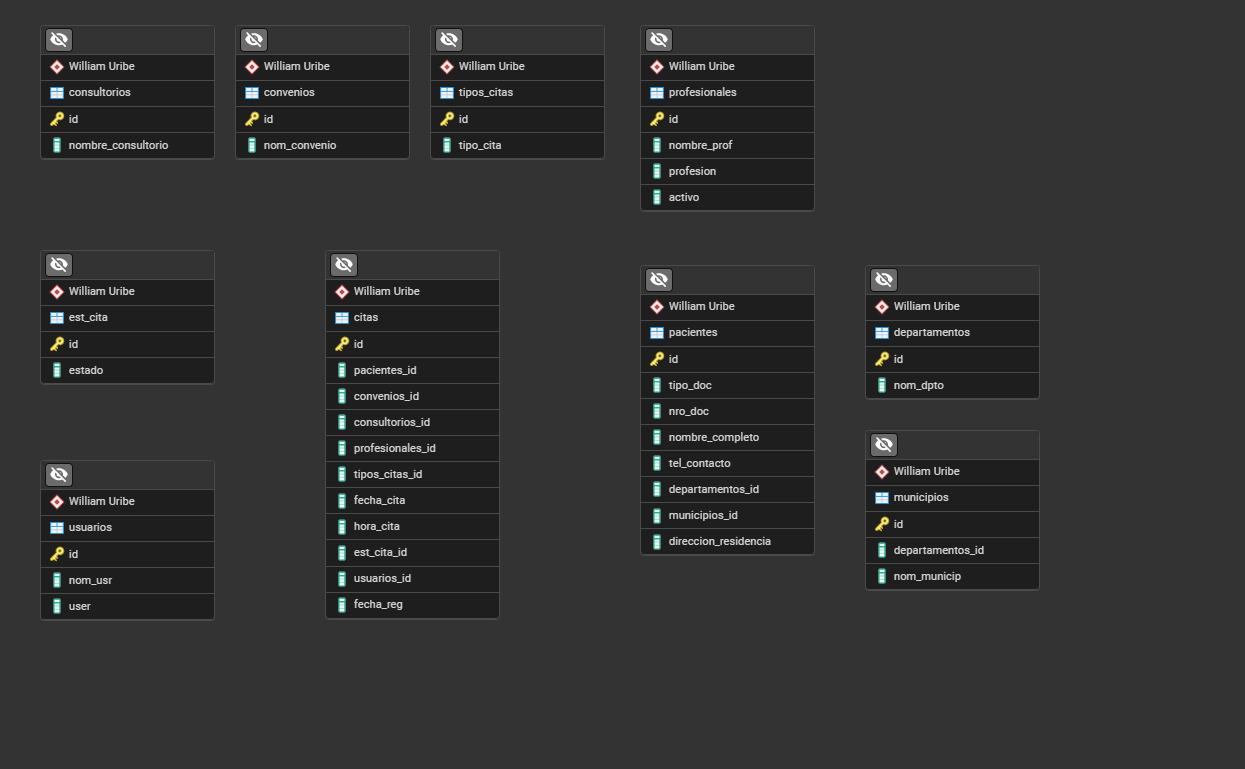 William Uribe
consultorios
id
nombre_consultorio
William Uribe
convenios
id
nom_convenio
William Uribe
tipos_citas
id
tipo_cita
William Uribe
profesionales
id
nombre_prof
profesion
activo
William Uribe
est_cita
id
estado
William Uribe
citas
id
pacientes_id
convenios_id
consultorios_id
profesionales_id
tipos_citas_id
fecha_cita
hora_cita
est_cita_id
usuarios_id
fecha_reg
William Uribe
pacientes
id
tipo_doc
nro_doc
nombre_completo
tel_contacto
departamentos_id
municipios_id
direccion_residencia
William Uribe
departamentos
id
nom_dpto
William Uribe
municipios
id
departamentos_id
nom_municip
William Uribe
usuarios
id
nom_usr
user